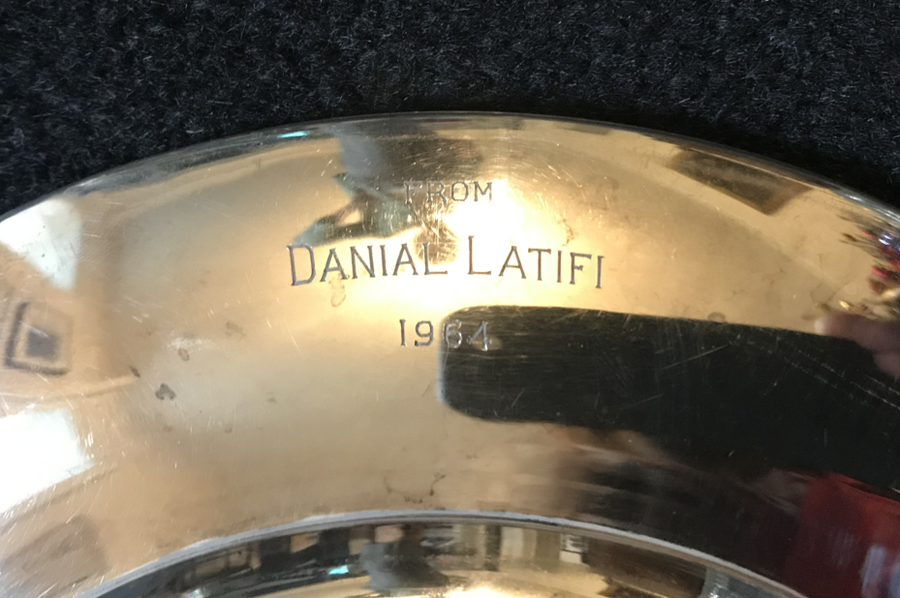 FROM
DANIAL LATIFI
1964